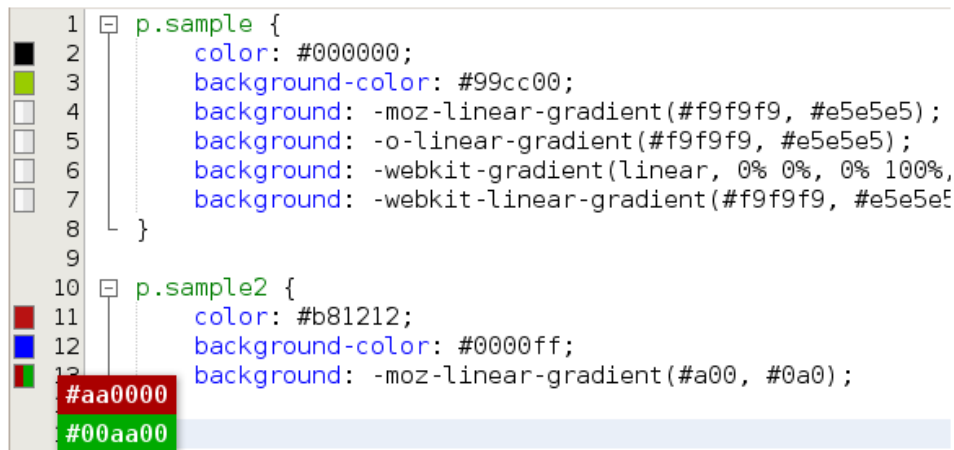 1 p.sample {
2 color: #000000;
3 background-color: #99cc00;
4 background: -moz-linear-gradient(#f9f9f9, #e5e5e5);
5 background: -o-linear-gradient(#f9f9f9, #e5e5e5);
6 background: -webkit-gradient(linear, 0% 0%, 0% 100%,
7 background: -webkit-linear-gradient(#f9f9f9, #e5e5e5
8 }
9
10 p.sample2 {
11 color: #b81212;
12 background-color: #0000ff;
13 background: -moz-linear-gradient(#a00, #0a0);
#aa0000
#00aa00